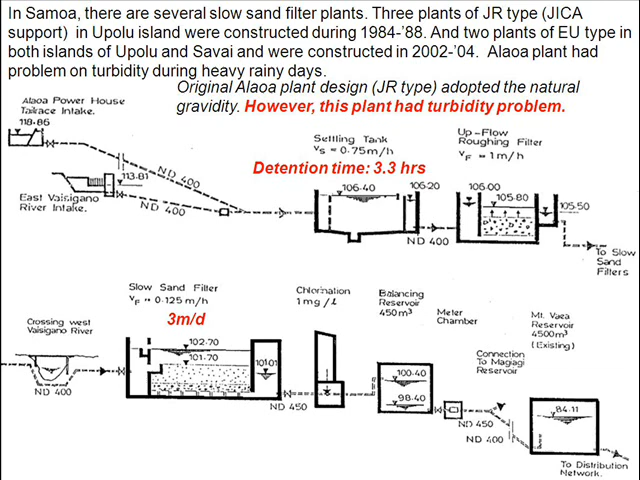 In Samoa, there are several slow sand filter plants. Three plants of JR type (JICA
support)  in Upolu island were constructed during 1984-'88. And two plants of EU type in
both islands of Upolu and Savai and were constructed in 2002-'04.  Alaoa plant had
problem on turbidity during heavy rainy days.
Original Alaoa plant design (JR type) adopted the natural
gravidity. However, this plant had turbidity problem.
Alaoa Power House
Tailrace Intake.
118·86
Settling Tank
Vs = 0·75m/h
Up-Flow
Roughing Filter
VF = 1m/h
Detention time: 3.3 hrs
113.81
ND 400
East Vaisigano
River Intake.
ND 400
106·40
106·20
106·00
105·80
105·50
ND 400
To Slow
Sand
Filters
Slow Sand Filter
VF = 0·125 m/h
3m/d
Chlorination
1 mg / L
Balancing
Reservoir
450m³
Meter
Chamber
Mt. Vaea
Reservoir
4500m³
(Existing)
Crossing west
Vaisigano River
102·70
101·70
10101
ND 400
ND 450
100·40
98·40
Connection
To Magiagi
Reservoir
ND 450
ND 400
84·11
To Distribution
Network.